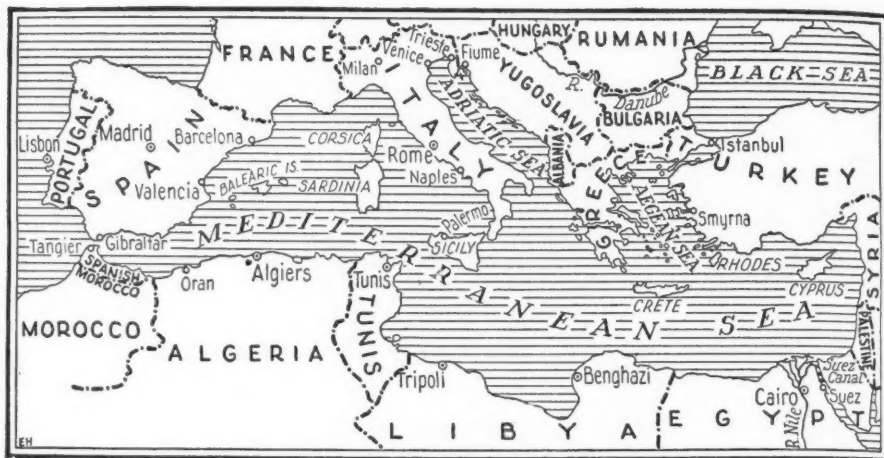 FRANCE
HUNGARY
RUMANIA
Trieste
Fiume
Venice
Milan
BLACK SEA
ITALY
YUGOSLAVIA
R.
Danube
BULGARIA
ADRIATIC SEA
ALBANIA
Istanbul
TURKEY
GREECE
AEGEAN SEA
Smyrna
PORTUGAL
Lisbon
SPAIN
Madrid
Barcelona
Valencia
CORSICA
Rome
Naples
BALEARIC IS.
SARDINIA
MEDITERRANEAN SEA
Palermo
SICILY
Tangier
Gibraltar
SPANISH
MOROCCO
Oran
Algiers
Tunis
TUNIS
RHODES
CRETE
CYPRUS
SYRIA
PALESTINE
MOROCCO
ALGERIA
Tripoli
Benghazi
LIBYA
EGYPT
Cairo
R. Nile
Suez
Canal
Suez
EH